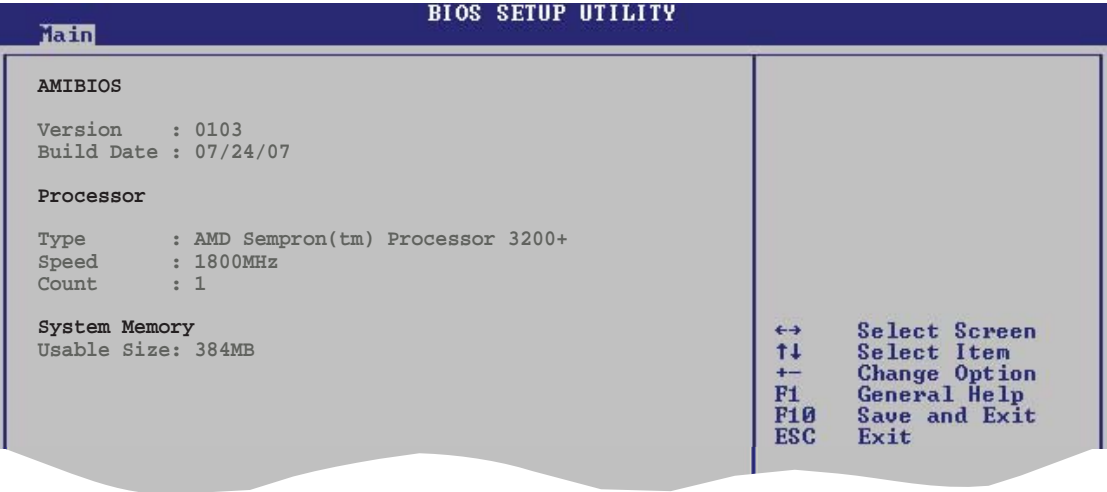 BIOS SETUP UTILITY
Main
AMIBIOS
Version : 0103
Build Date : 07/24/07
Processor
Type : AMD Sempron(tm) Processor 3200+
Speed : 1800MHz
Count : 1
System Memory
Usable Size: 384MB
←→ Select Screen
↑↓ Select Item
+- Change Option
F1 General Help
F10 Save and Exit
ESC Exit